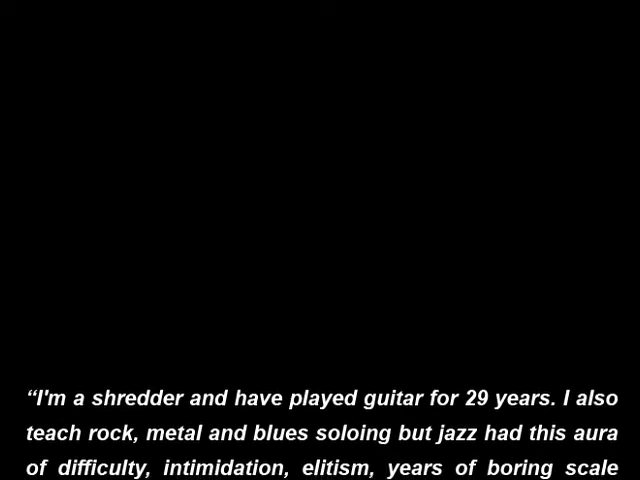 “I'm a shredder and have played guitar for 29 years. I also
teach rock, metal and blues soloing but jazz had this aura
of difficulty, intimidation, elitism, years of boring scale